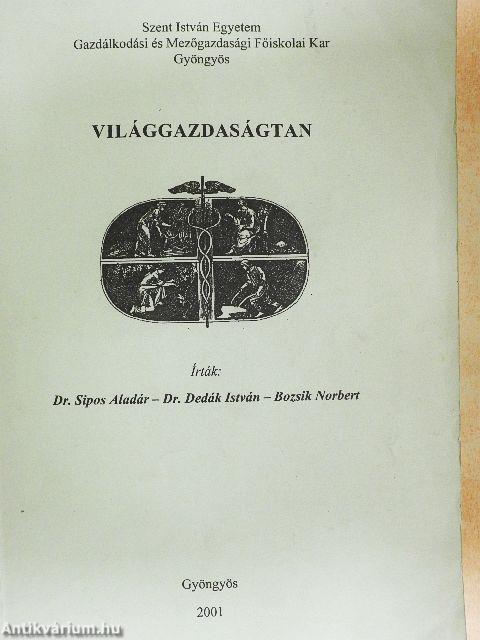 Szent István Egyetem
Gazdálkodási és Mezőgazdasági Főiskolai Kar
Gyöngyös
VILÁGGAZDASÁGTAN
Írták:
Dr. Sipos Aladár – Dr. Dedák István – Bozsik Norbert
Gyöngyös
2001
Antikvárium.hu